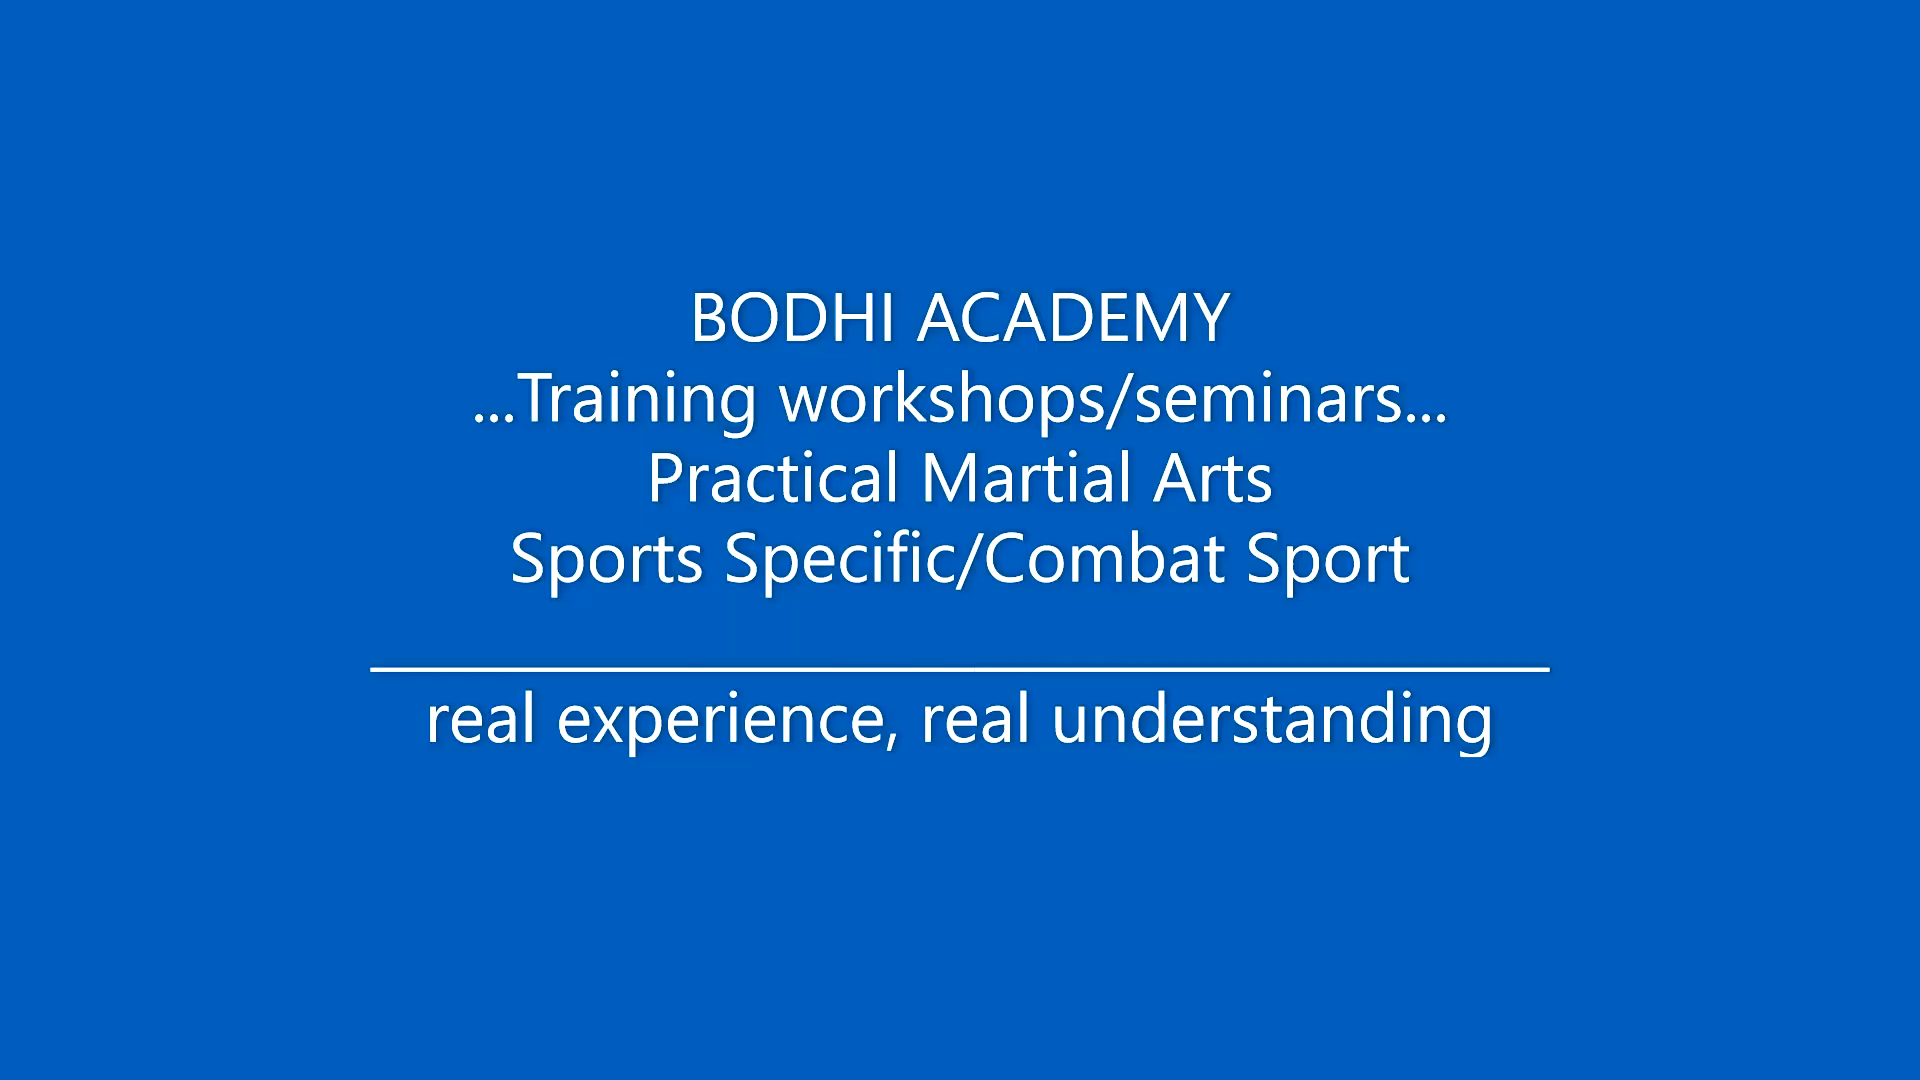 BODHI ACADEMY
...Training workshops/seminars...
Practical Martial Arts
Sports Specific/Combat Sport
real experience, real understanding